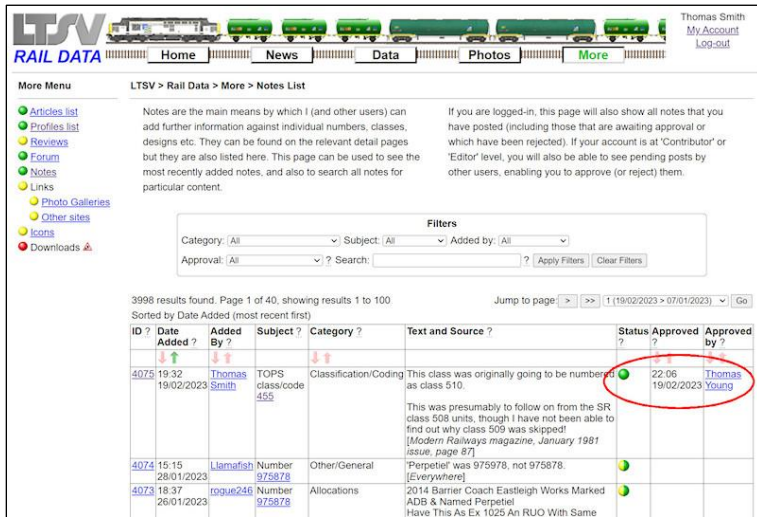 LTSV
RAIL DATA
Home
News
Data
Photos
More
Thomas Smith
My Account
Log-out
More Menu
Articles list
Profiles list
Reviews
Forum
Notes
Links
Photo Galleries
Other sites
Icons
Downloads
LTSV > Rail Data > More > Notes List
Notes are the main means by which I (and other users) can
add further information against individual numbers, classes,
designs etc. They can be found on the relevant detail pages
but they are also listed here. This page can be used to see the
most recently added notes, and also to search all notes for
particular content.
If you are logged-in, this page will also show all notes that you
have posted (including those that are awaiting approval or
which have been rejected). If your account is at 'Contributor' or
'Editor' level, you will also be able to see pending posts by
other users, enabling you to approve (or reject) them.
Filters
Category: All Subject: All Added by: All
Approval: All ? Search: ? Apply Filters Clear Filters
3998 results found. Page 1 of 40, showing results 1 to 100
Jump to page: > >> 1 (19/02/2023 > 07/01/2023) Go
Sorted by Date Added (most recent first)
ID ? Date Added ? Added By ? Subject ? Category ? Text and Source ? Status ? Approved ? Approved by ?
4075 19:32 19/02/2023 Thomas Smith TOPS class/code 455 Classification/Coding
This class was originally going to be numbered
as class 510.
This was presumably to follow on from the SR
class 508 units, though I have not been able to
find out why class 509 was skipped!
[Modern Railways magazine, January 1981
issue, page 87]
22:06 19/02/2023 Thomas Young
4074 15:15 28/01/2023 Llamafish Number 975878 Other/General
'Perpetiel' was 975978, not 975878.
[Everywhere]
4073 18:37 26/01/2023 rogue246 Number 975878 Allocations
2014 Barrier Coach Eastleigh Works Marked
ADB & Named Perpetiel
Have This As Ex 1025 An RUO With Same